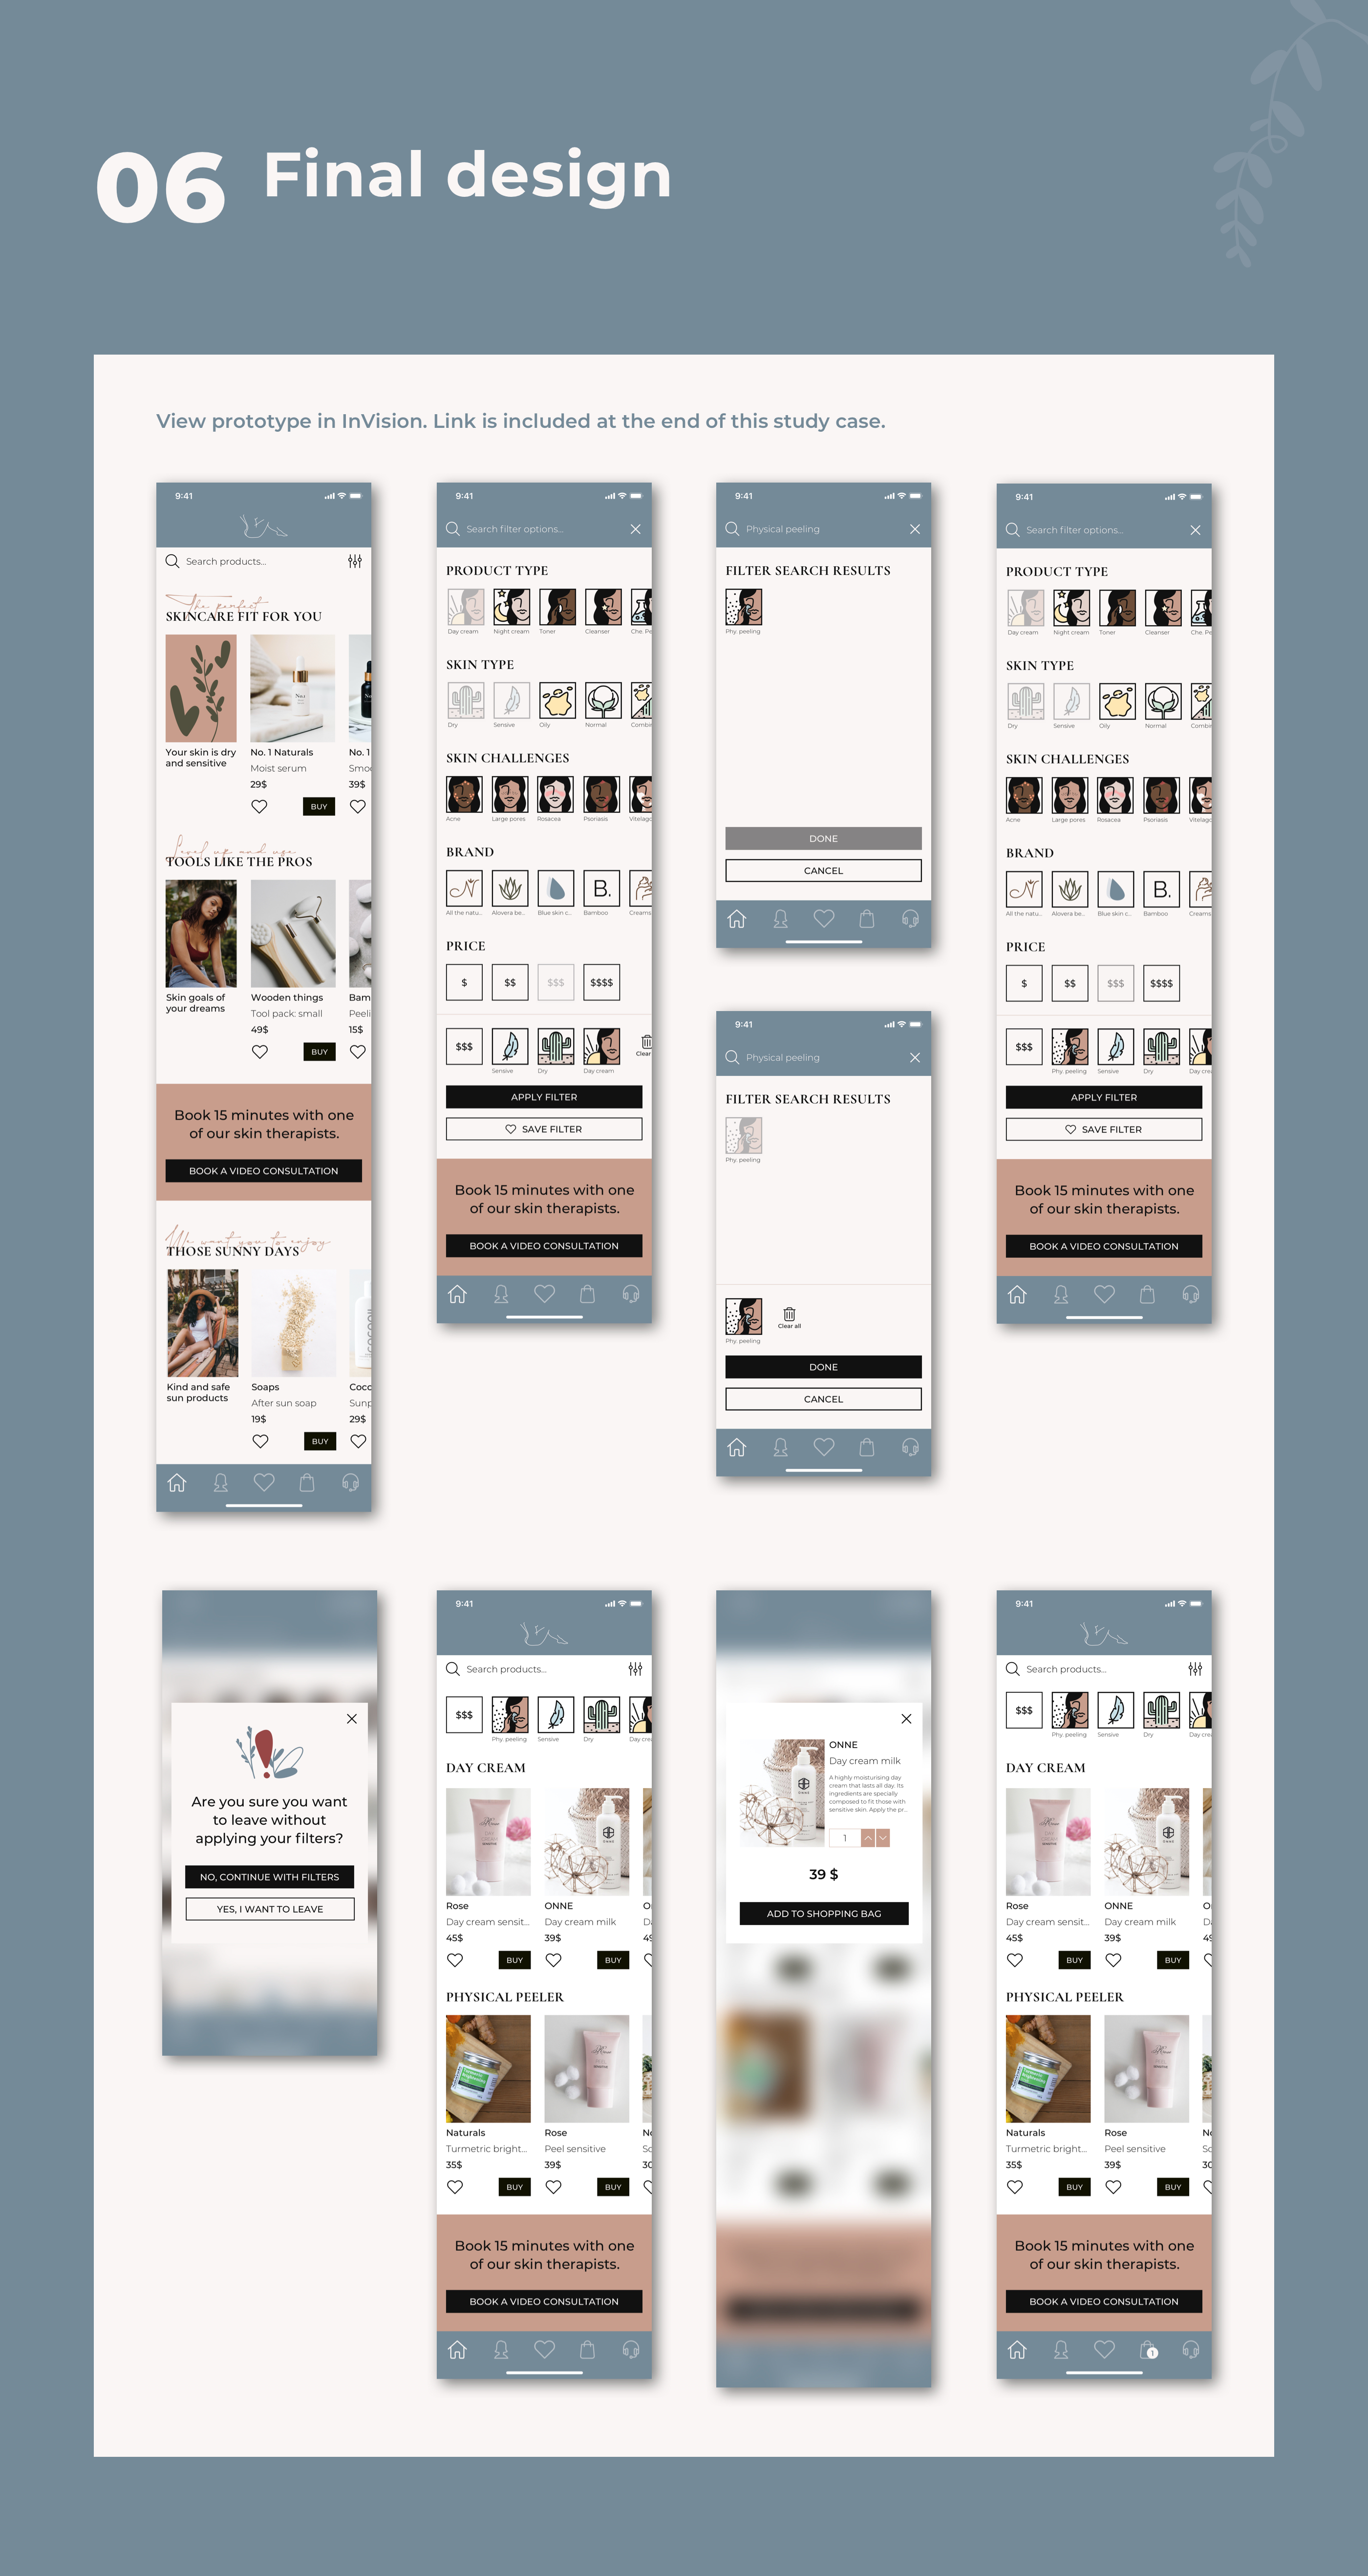 06 Final design
View prototype in InVision. Link is included at the end of this study case.
9:41
Search products...
The perfect
SKINCARE FIT FOR YOU
Your skin is dry
and sensitive
No. 1 Naturals
Moist serum
29$
BUY
No. 1
Smo
39$
Level up and use
TOOLS LIKE THE PROS
Skin goals of
your dreams
Wooden things
Tool pack: small
49$
BUY
Bam
Peeli
15$
Book 15 minutes with one
of our skin therapists.
BOOK A VIDEO CONSULTATION
We want you to enjoy
THOSE SUNNY DAYS
Kind and safe
sun products
Soaps
After sun soap
19$
BUY
Coco
Sunp
29$
9:41
Search filter options...
PRODUCT TYPE
Day cream Night cream Toner Cleanser Che. Pe
SKIN TYPE
Dry Sensive Oily Normal Combi
SKIN CHALLENGES
Acne Large pores Rosacea Psoriasis Vitelago
BRAND
B.
All the natu... Alovera be... Blue skin c... Bamboo Creams
PRICE
$ $$ $$$ $$$$
$$$
Sensive Dry Day cream Clear
APPLY FILTER
SAVE FILTER
Book 15 minutes with one
of our skin therapists.
BOOK A VIDEO CONSULTATION
9:41
Physical peeling
FILTER SEARCH RESULTS
Phy. peeling
DONE
CANCEL
9:41
Physical peeling
FILTER SEARCH RESULTS
Phy. peeling
Clear all
Phy. peeling
DONE
CANCEL
9:41
Search filter options...
PRODUCT TYPE
Day cream Night cream Toner Cleanser Che. Pe
SKIN TYPE
Dry Sensive Oily Normal Combi
SKIN CHALLENGES
Acne Large pores Rosacea Psoriasis Vitelago
BRAND
B.
All the natu... Alovera be... Blue skin c... Bamboo Creams
PRICE
$ $$ $$$ $$$$
$$$
Phy. peeling Sensive Dry Day crea
APPLY FILTER
SAVE FILTER
Book 15 minutes with one
of our skin therapists.
BOOK A VIDEO CONSULTATION
Are you sure you want
to leave without
applying your filters?
NO, CONTINUE WITH FILTERS
YES, I WANT TO LEAVE
9:41
Search products...
$$$
Phy. peeling Sensive Dry Day crea
DAY CREAM
Rose
Day cream sensit...
45$
BUY
ONNE
Day cream milk
39$
BUY
On
Da
49
PHYSICAL PEELER
Naturals
Turmetric bright...
35$
BUY
Rose
Peel sensitive
39$
BUY
No
Sc
30
Book 15 minutes with one
of our skin therapists.
BOOK A VIDEO CONSULTATION
ONNE
Day cream milk
A highly moisturising day
cream that lasts all day. Its
ingredients are specially
composed to fit those with
sensitive skin. Apply the pr...
1
39 $
ADD TO SHOPPING BAG
9:41
Search products...
$$$
Phy. peeling Sensive Dry Day crea
DAY CREAM
Rose
Day cream sensit...
45$
BUY
ONNE
Day cream milk
39$
BUY
On
Da
49
PHYSICAL PEELER
Naturals
Turmetric bright...
35$
BUY
Rose
Peel sensitive
39$
BUY
No
Sc
30
Book 15 minutes with one
of our skin therapists.
BOOK A VIDEO CONSULTATION
1